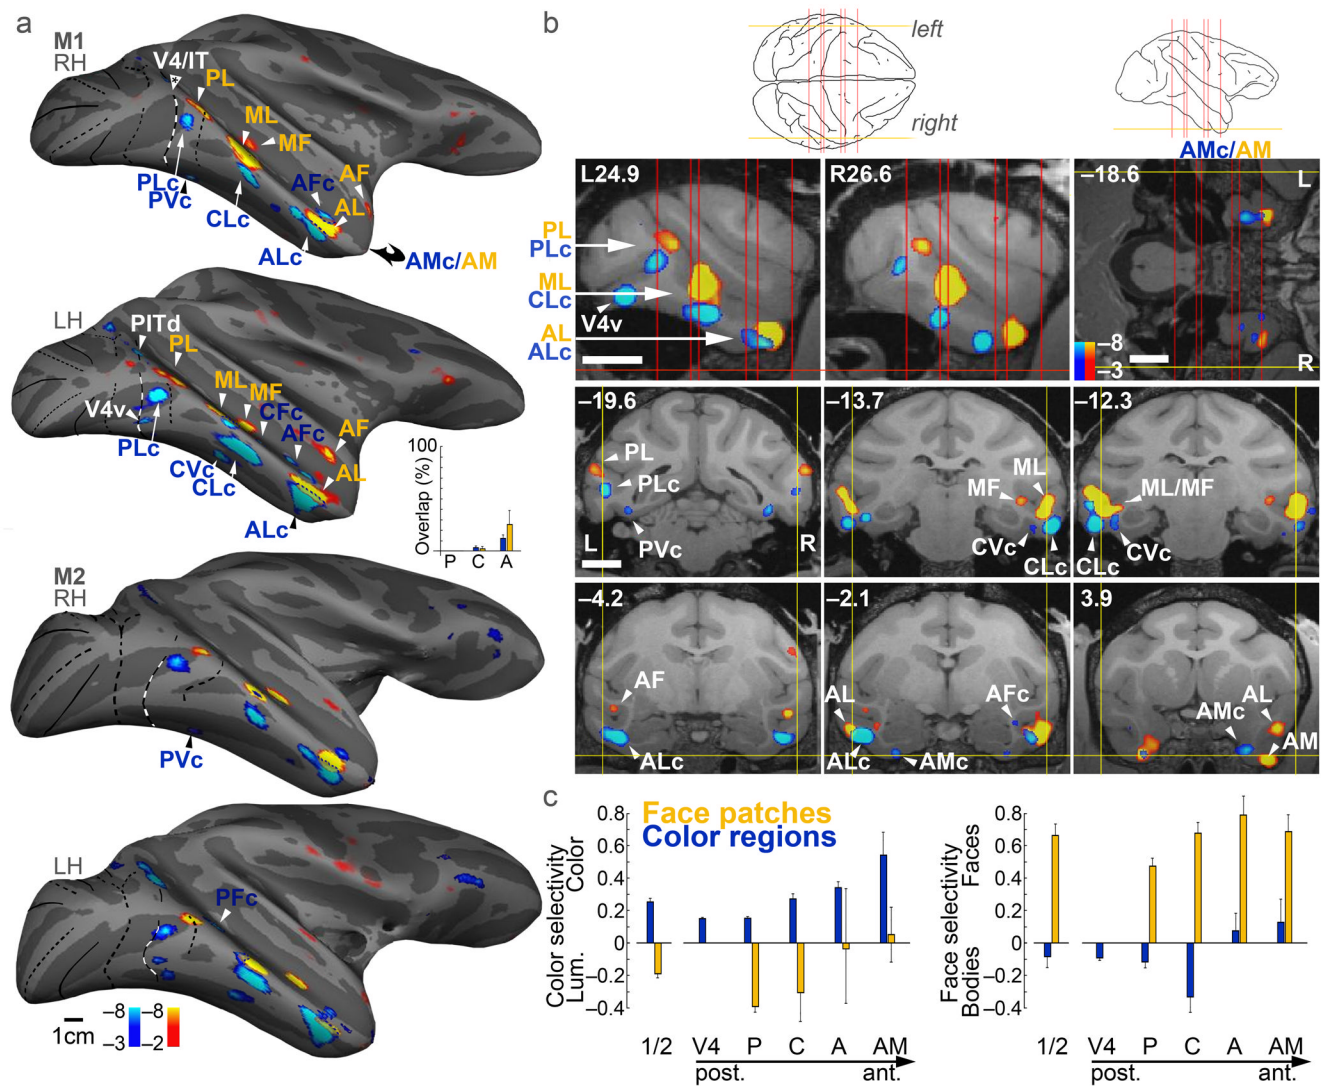 a
M1
RH
V4/IT
PL
ML
MF
AF
AFc
AL
PLc
PVc
CLc
ALc
AMc/AM
LH
PITd
PL
ML
MF
CFc
AFc
AF
AL
V4v
PLc
CVc
CLc
ALc
100
Overlap (%)
0
P C A
M2
RH
PVc
LH
PFc
1cm
–8 –8
–3 –2
b
left
right
AMc/AM
L24.9
R26.6
–18.6
L
PL
PLc
ML
CLc
V4v
AL
ALc
–8
–3
R
–19.6
PL
PLc
PVc
L
R
–13.7
ML
MF
CVc
CLc
–12.3
ML/MF
CVc
CLc
–4.2
AF
ALc
–2.1
AL
AFc
ALc
AMc
3.9
AL
AMc
AM
c
Face patches
Color regions
Color selectivity
Lum. Color
0.8
0.6
0.4
0.2
0
–0.2
–0.4
1/2 V4 P C A AM
post. ant.
Face selectivity
Bodies Faces
0.8
0.6
0.4
0.2
0
–0.2
–0.4
1/2 V4 P C A AM
post. ant.